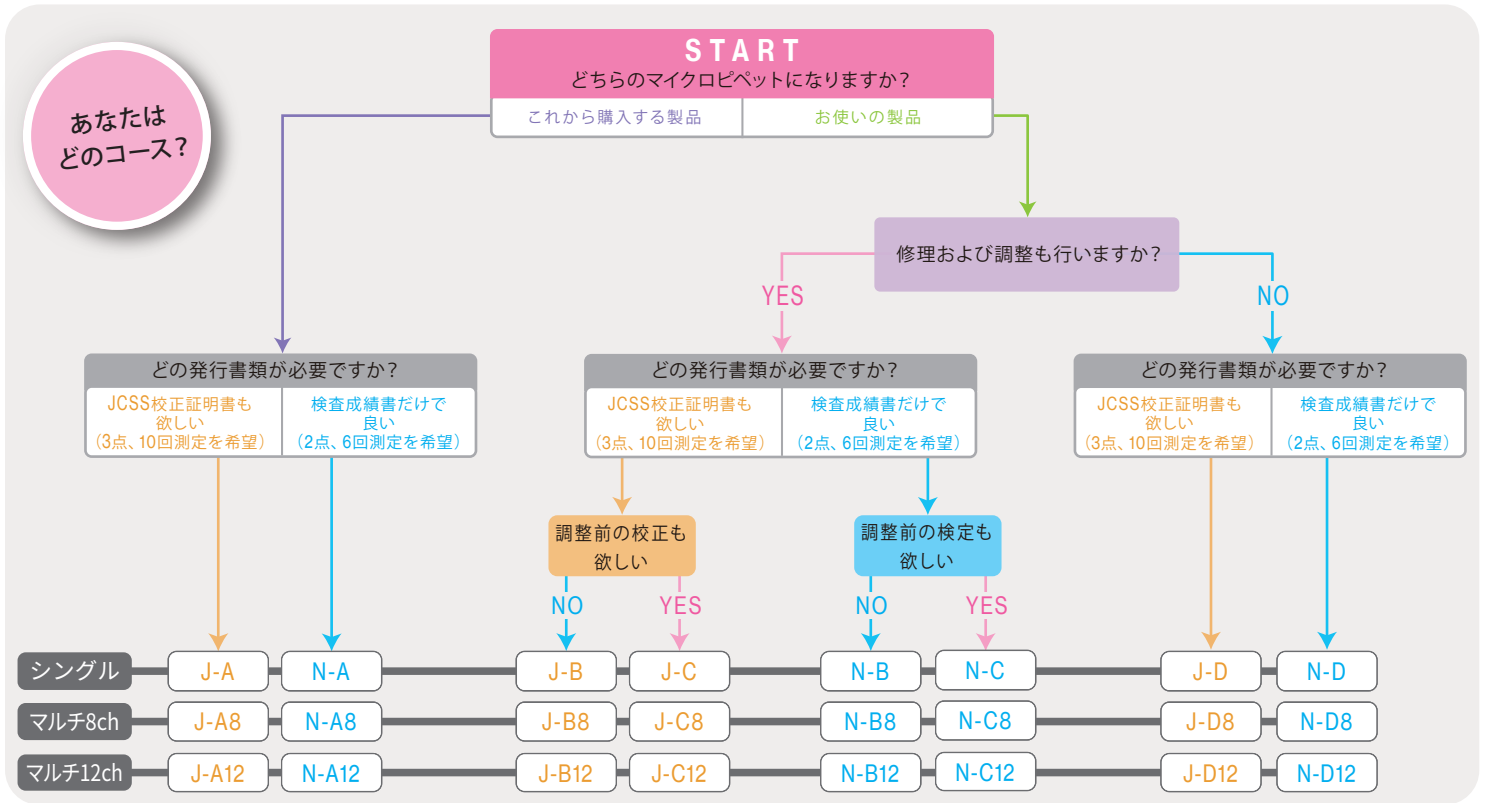 あなたは
どのコース？
START
どちらのマイクロピペットになりますか？
これから購入する製品
お使いの製品
修理および調整も行いますか？
YES
NO
どの発行書類が必要ですか？
JCSS校正証明書も
欲しい
（3点、10回測定を希望）
検査成績書だけで
良い
（2点、6回測定を希望）
どの発行書類が必要ですか？
JCSS校正証明書も
欲しい
（3点、10回測定を希望）
検査成績書だけで
良い
（2点、6回測定を希望）
どの発行書類が必要ですか？
JCSS校正証明書も
欲しい
（3点、10回測定を希望）
検査成績書だけで
良い
（2点、6回測定を希望）
調整前の校正も
欲しい
調整前の検定も
欲しい
NO
YES
NO
YES
シングル J-A N-A J-B J-C N-B N-C J-D N-D
マルチ8ch J-A8 N-A8 J-B8 J-C8 N-B8 N-C8 J-D8 N-D8
マルチ12ch J-A12 N-A12 J-B12 J-C12 N-B12 N-C12 J-D12 N-D12